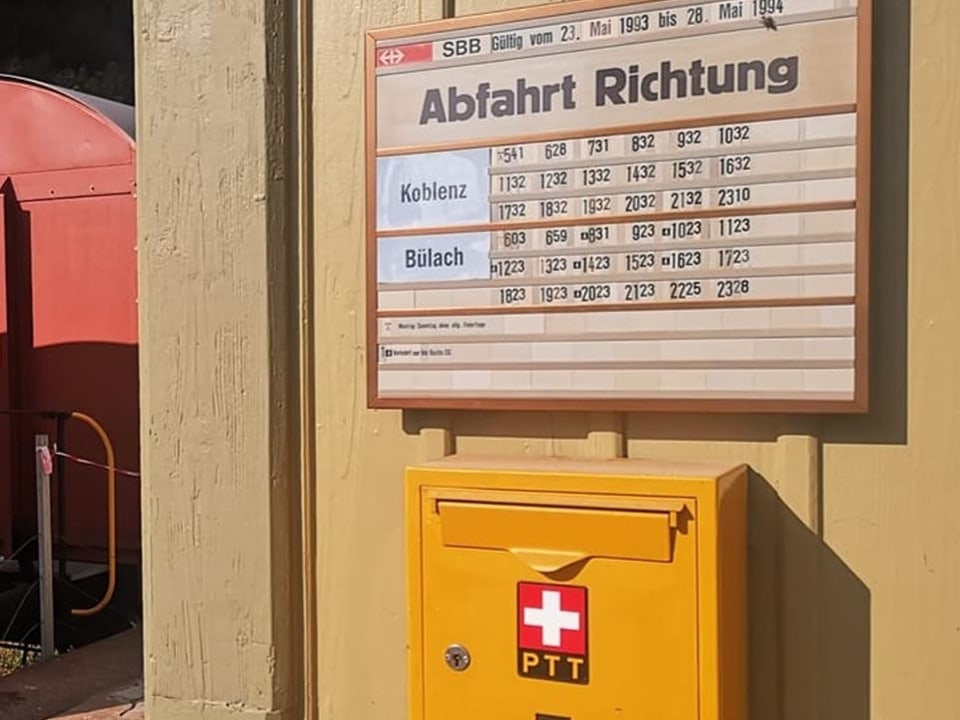 SBB Gültig vom 23. Mai 1993 bis 28. Mai 1994
Abfahrt Richtung
Koblenz
541 628 731 832 932 1032
1132 1232 1332 1432 1532 1632
1732 1832 1932 2032 2132 2310
Bülach
603 659 831 923 1023 1123
1223 1323 1423 1523 1623 1723
1823 1923 2023 2123 2225 2328
PTT